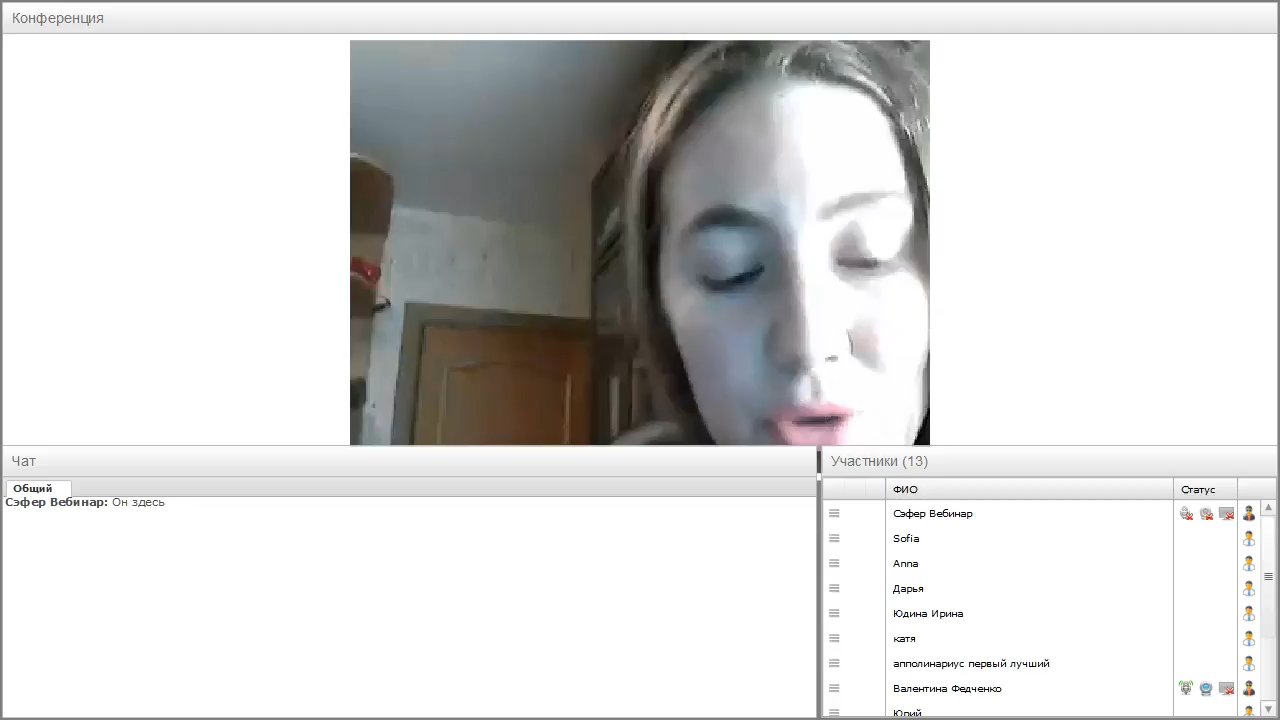 Конференция
Чат
Участники (13)
Общий
ФИО
Статус
Сэфер Вебинар: Он здесь
Сэфер Вебинар
Sofia
Anna
Дарья
Юдина Ирина
катя
апполинариус первый лучший
Валентина Федченко
Юрий